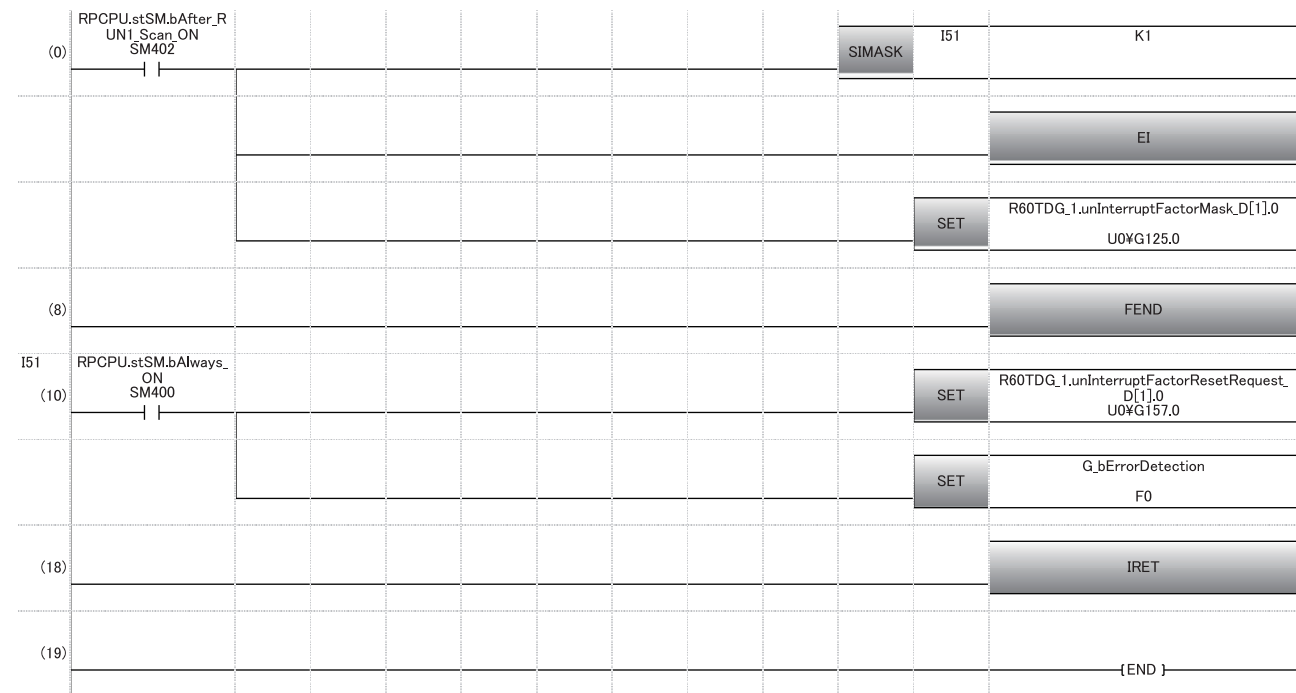 RPCPU.stSM.bAfter_R
UN1_Scan_ON
SM402
(0)
SIMASK
I51
K1
EI
SET
R60TDG_1.unInterruptFactorMask_D[1].0
U0¥G125.0
(8)
FEND
I51
RPCPU.stSM.bAlways_
ON
SM400
(10)
SET
R60TDG_1.unInterruptFactorResetRequest_
D[1].0
U0¥G157.0
SET
G_bErrorDetection
F0
(18)
IRET
(19)
{END}